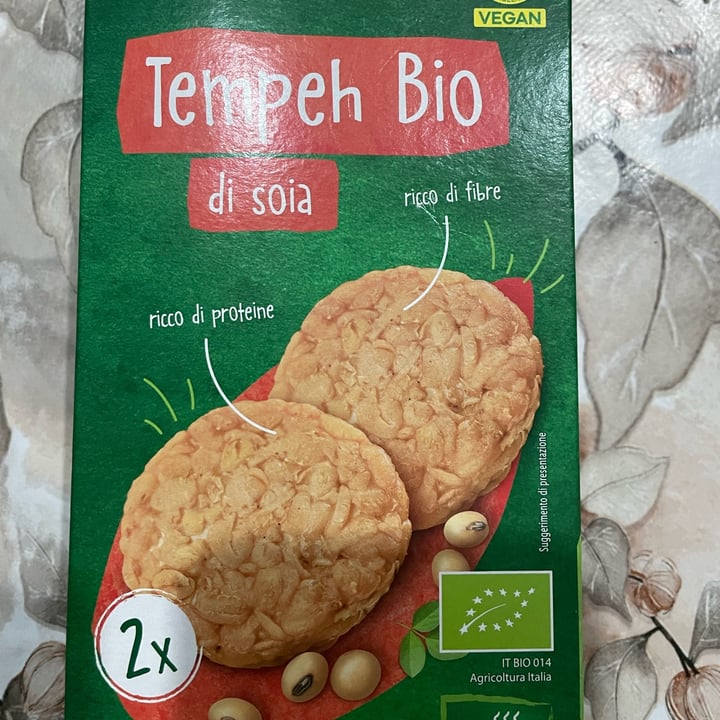 VEGAN
Tempeh Bio
di soia
ricco di fibre
ricco di proteine
Suggerimento di presentazione
2x
IT BIO 014
Agricoltura Italia